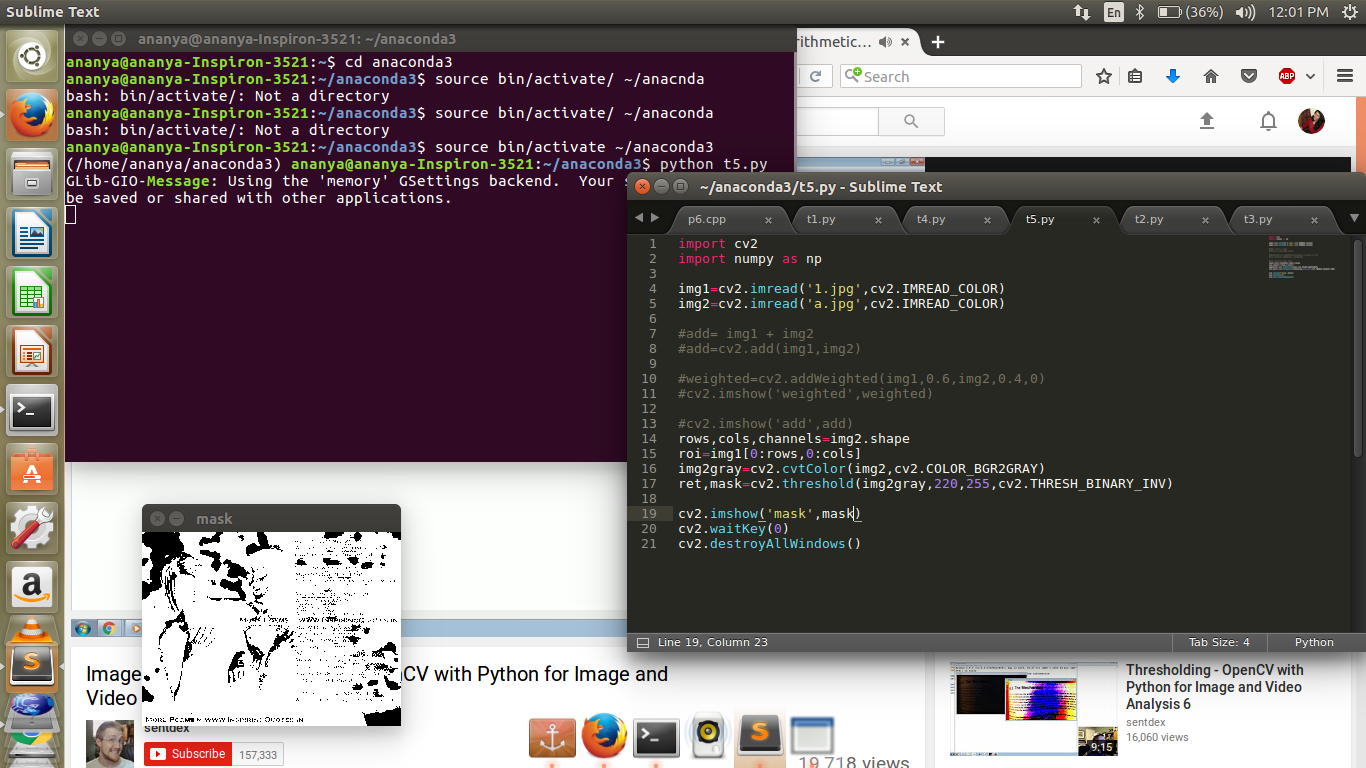 Sublime Text
En
(36%)
12:01 PM
ananya@ananya-Inspiron-3521: ~/anaconda3
ananya@ananya-Inspiron-3521:~$ cd anaconda3
ananya@ananya-Inspiron-3521:~/anaconda3$ source bin/activate/ ~/anacnda
bash: bin/activate/: Not a directory
ananya@ananya-Inspiron-3521:~/anaconda3$ source bin/activate/ ~/anaconda
bash: bin/activate/: Not a directory
ananya@ananya-Inspiron-3521:~/anaconda3$ source bin/activate ~/anaconda3
(/home/ananya/anaconda3) ananya@ananya-Inspiron-3521:~/anaconda3$ python t5.py
GLib-GIO-Message: Using the 'memory' GSettings backend.  Your s
be saved or shared with other applications.
rithmetic...
Search
ABP
~/anaconda3/t5.py - Sublime Text
p6.cpp
t1.py
t4.py
t5.py
t2.py
t3.py
1 import cv2
2 import numpy as np
3
4 img1=cv2.imread('1.jpg',cv2.IMREAD_COLOR)
5 img2=cv2.imread('a.jpg',cv2.IMREAD_COLOR)
6
7 #add= img1 + img2
8 #add=cv2.add(img1,img2)
9
10 #weighted=cv2.addWeighted(img1,0.6,img2,0.4,0)
11 #cv2.imshow('weighted',weighted)
12
13 #cv2.imshow('add',add)
14 rows,cols,channels=img2.shape
15 roi=img1[0:rows,0:cols]
16 img2gray=cv2.cvtColor(img2,cv2.COLOR_BGR2GRAY)
17 ret,mask=cv2.threshold(img2gray,220,255,cv2.THRESH_BINARY_INV)
18
19 cv2.imshow('mask',mask)
20 cv2.waitKey(0)
21 cv2.destroyAllWindows()
Line 19, Column 23
Tab Size: 4
Python
mask
Image
CV with Python for Image and
Video
sentdex
Subscribe
157,333
19,718 views
Thresholding - OpenCV with
Python for Image and Video
Analysis 6
sentdex
16,060 views
9:15